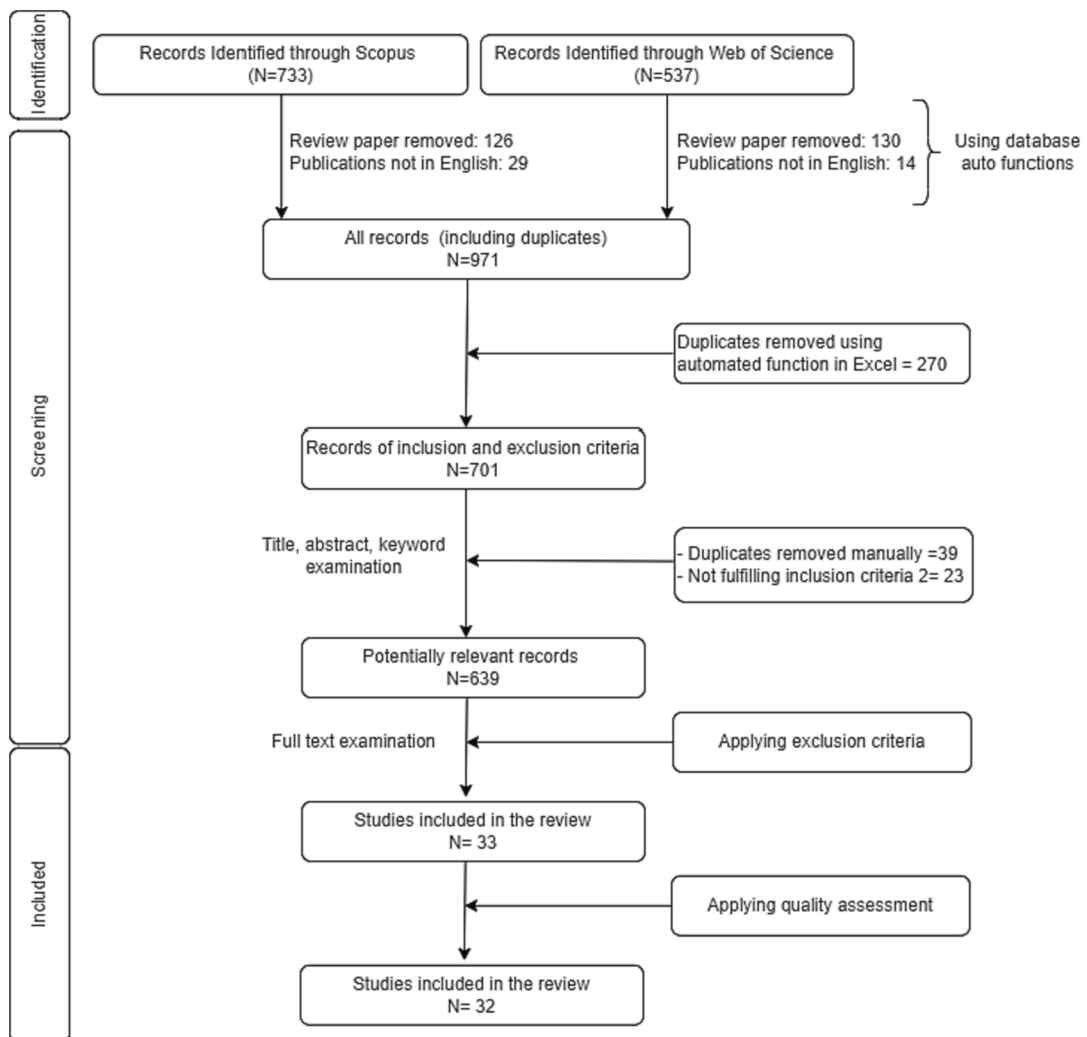 Identification
Records Identified through Scopus
(N=733)
Records Identified through Web of Science
(N=537)
Review paper removed: 126
Publications not in English: 29
Review paper removed: 130
Publications not in English: 14
Using database
auto functions
Screening
All records (including duplicates)
N=971
Duplicates removed using
automated function in Excel = 270
Records of inclusion and exclusion criteria
N=701
Title, abstract, keyword
examination
- Duplicates removed manually =39
- Not fulfilling inclusion criteria 2= 23
Potentially relevant records
N=639
Full text examination
Applying exclusion criteria
Included
Studies included in the review
N= 33
Applying quality assessment
Studies included in the review
N= 32